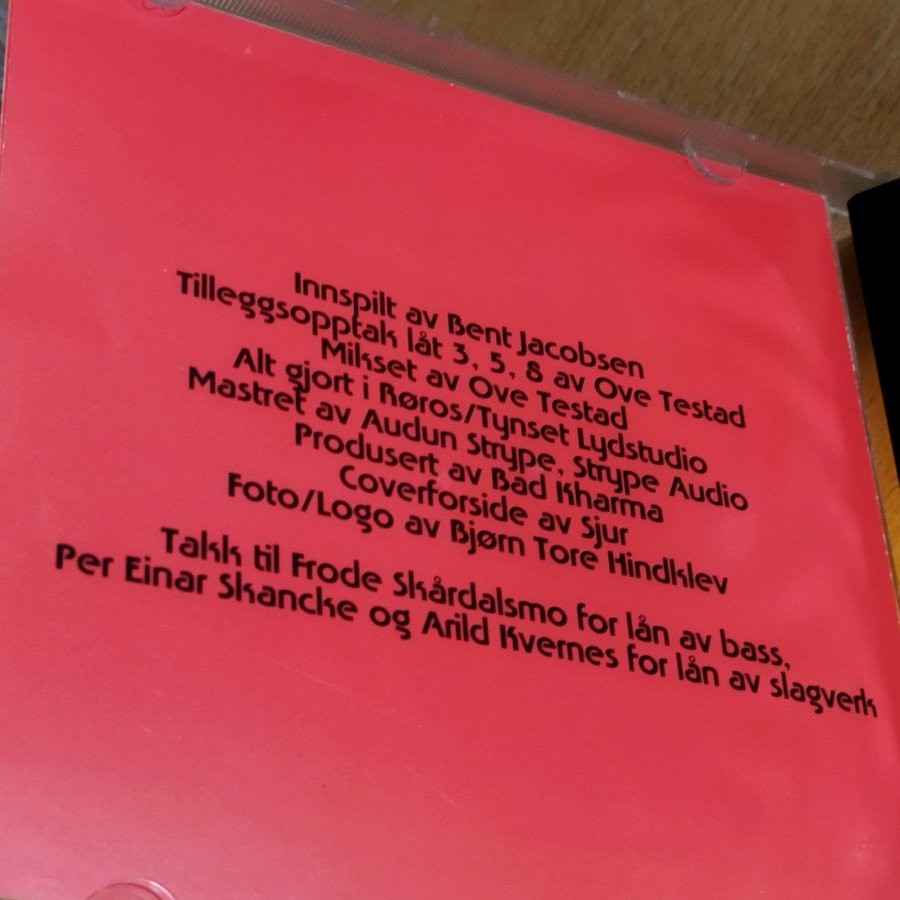 Innspilt av Bent Jacobsen
Tilleggsopptak låt 3, 5, 8 av Ove Testad
Mikset av Ove Testad
Alt gjort i Røros/Tynset Lydstudio
Mastret av Audun Strype, Strype Audio
Produsert av Bad Kharma
Coverforside av Sjur
Foto/Logo av Bjørn Tore Hindklev
Takk til Frode Skårdalsmo for lån av bass,
Per Einar Skancke og Arild Kvernes for lån av slagverk